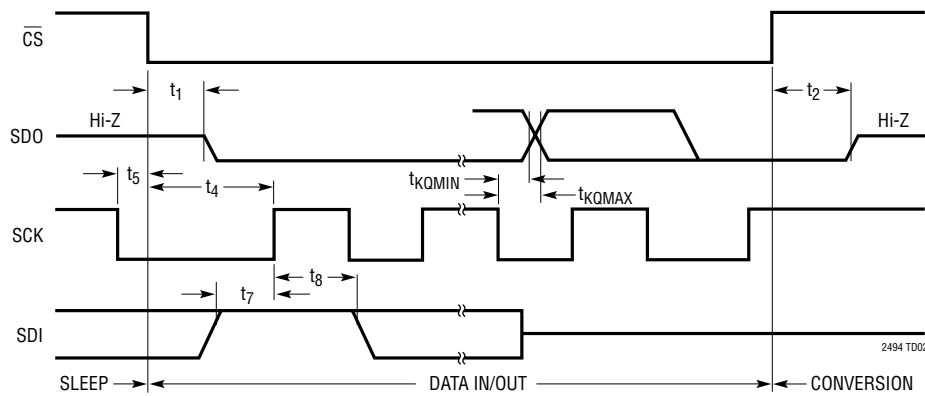 CS
t1
t2
Hi-Z
Hi-Z
SDO
t5
t4
tKQMIN
tKQMAX
SCK
t8
t7
SDI
2494 TD02
SLEEP
DATA IN/OUT
CONVERSION